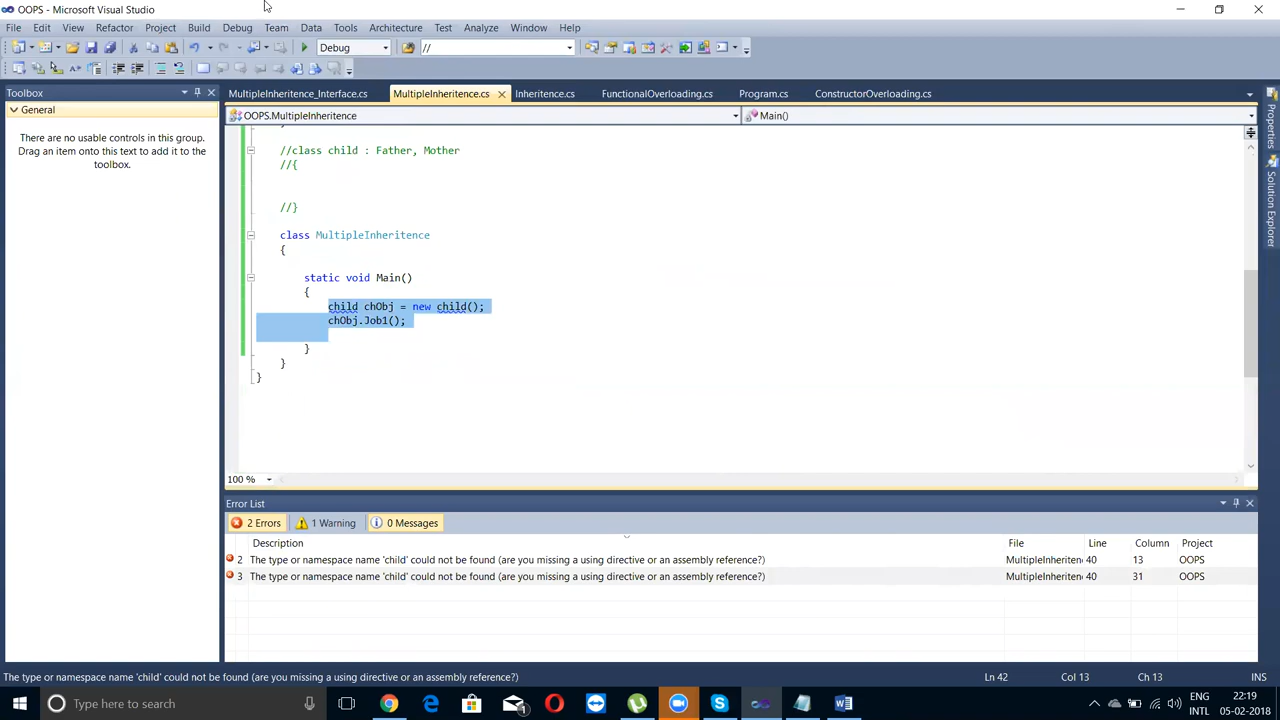 OOPS - Microsoft Visual Studio
File Edit View Refactor Project Build Debug Team Data Tools Architecture Test Analyze Window Help
Debug //
Toolbox
General
There are no usable controls in this group. Drag an item onto this text to add it to the toolbox.
MultipleInheritence_Interface.cs MultipleInheritence.cs Inheritence.cs FunctionalOverloading.cs Program.cs ConstructorOverloading.cs
OOPS.MultipleInheritence Main()
//class child : Father, Mother
//{
//}
class MultipleInheritence
{
static void Main()
{
child chObj = new child();
chObj.Job1();
}
}
}
100 %
Properties
Solution Explorer
Error List
2 Errors 1 Warning 0 Messages
Description File Line Column Project
2 The type or namespace name 'child' could not be found (are you missing a using directive or an assembly reference?) MultipleInheriten 40 13 OOPS
3 The type or namespace name 'child' could not be found (are you missing a using directive or an assembly reference?) MultipleInheriten 40 31 OOPS
The type or namespace name 'child' could not be found (are you missing a using directive or an assembly reference?) Ln 42 Col 13 Ch 13 INS
Type here to search
ENG 22:19
INTL 05-02-2018